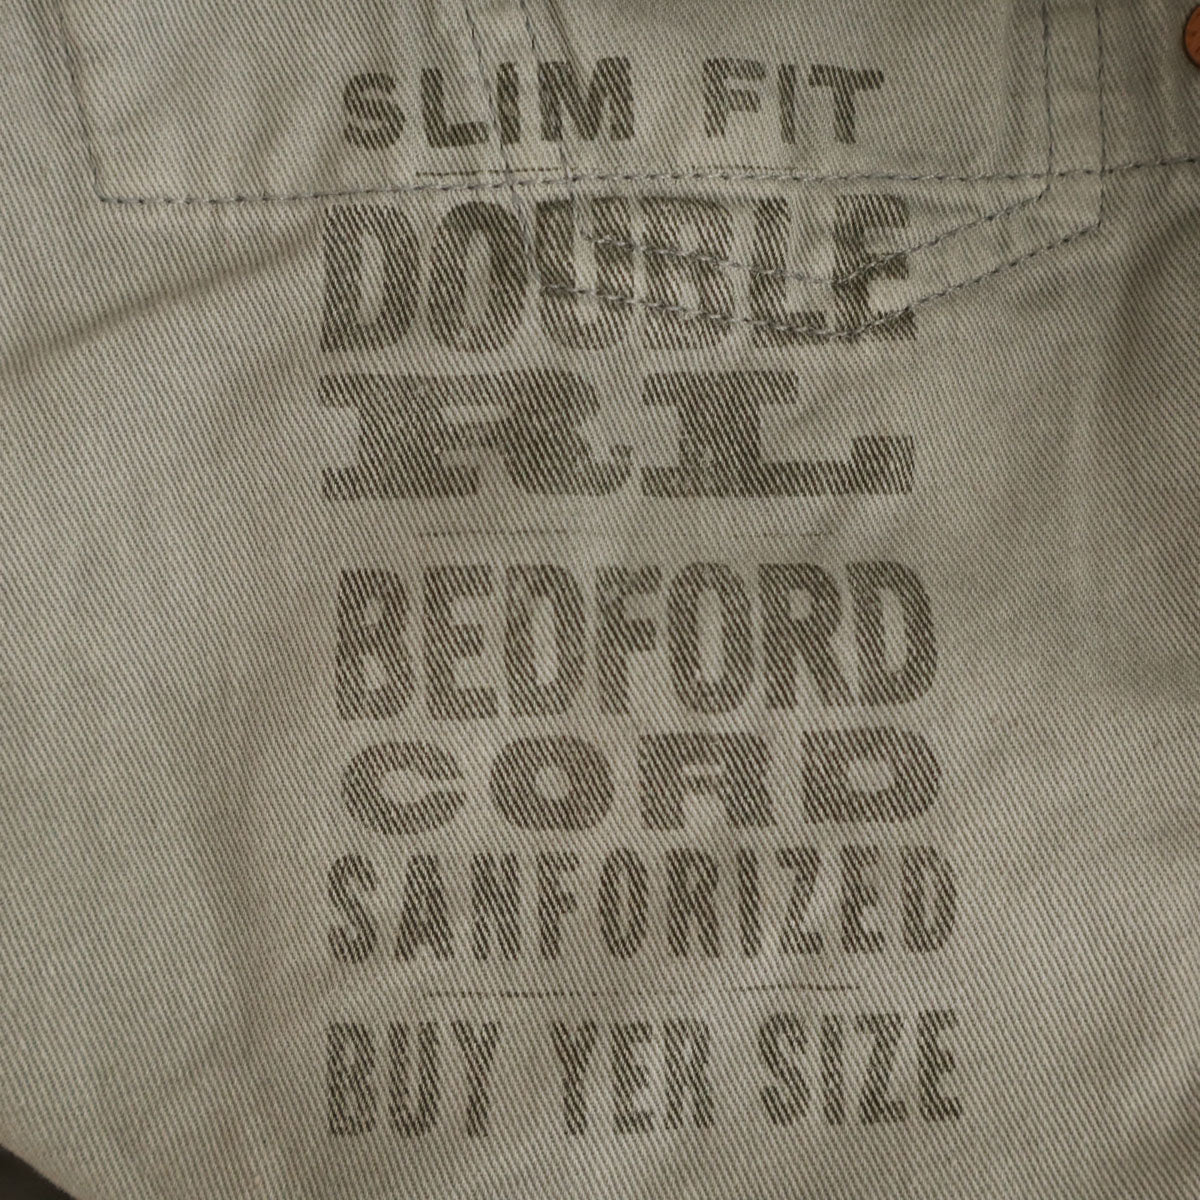 SLIM FIT
DOUBLE
RL
BEDFORD
CORD
SANFORIZED
BUY YER SIZE